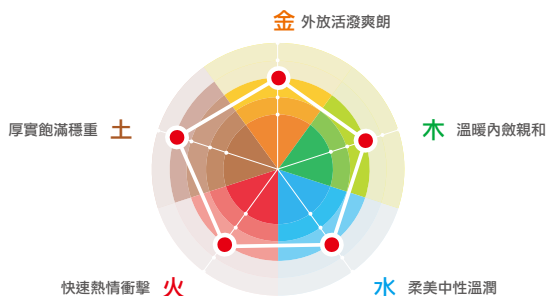 金 外放活潑爽朗
厚實飽滿穩重 土
木 溫暖內斂親和
快速熱情衝擊 火
水 柔美中性溫潤